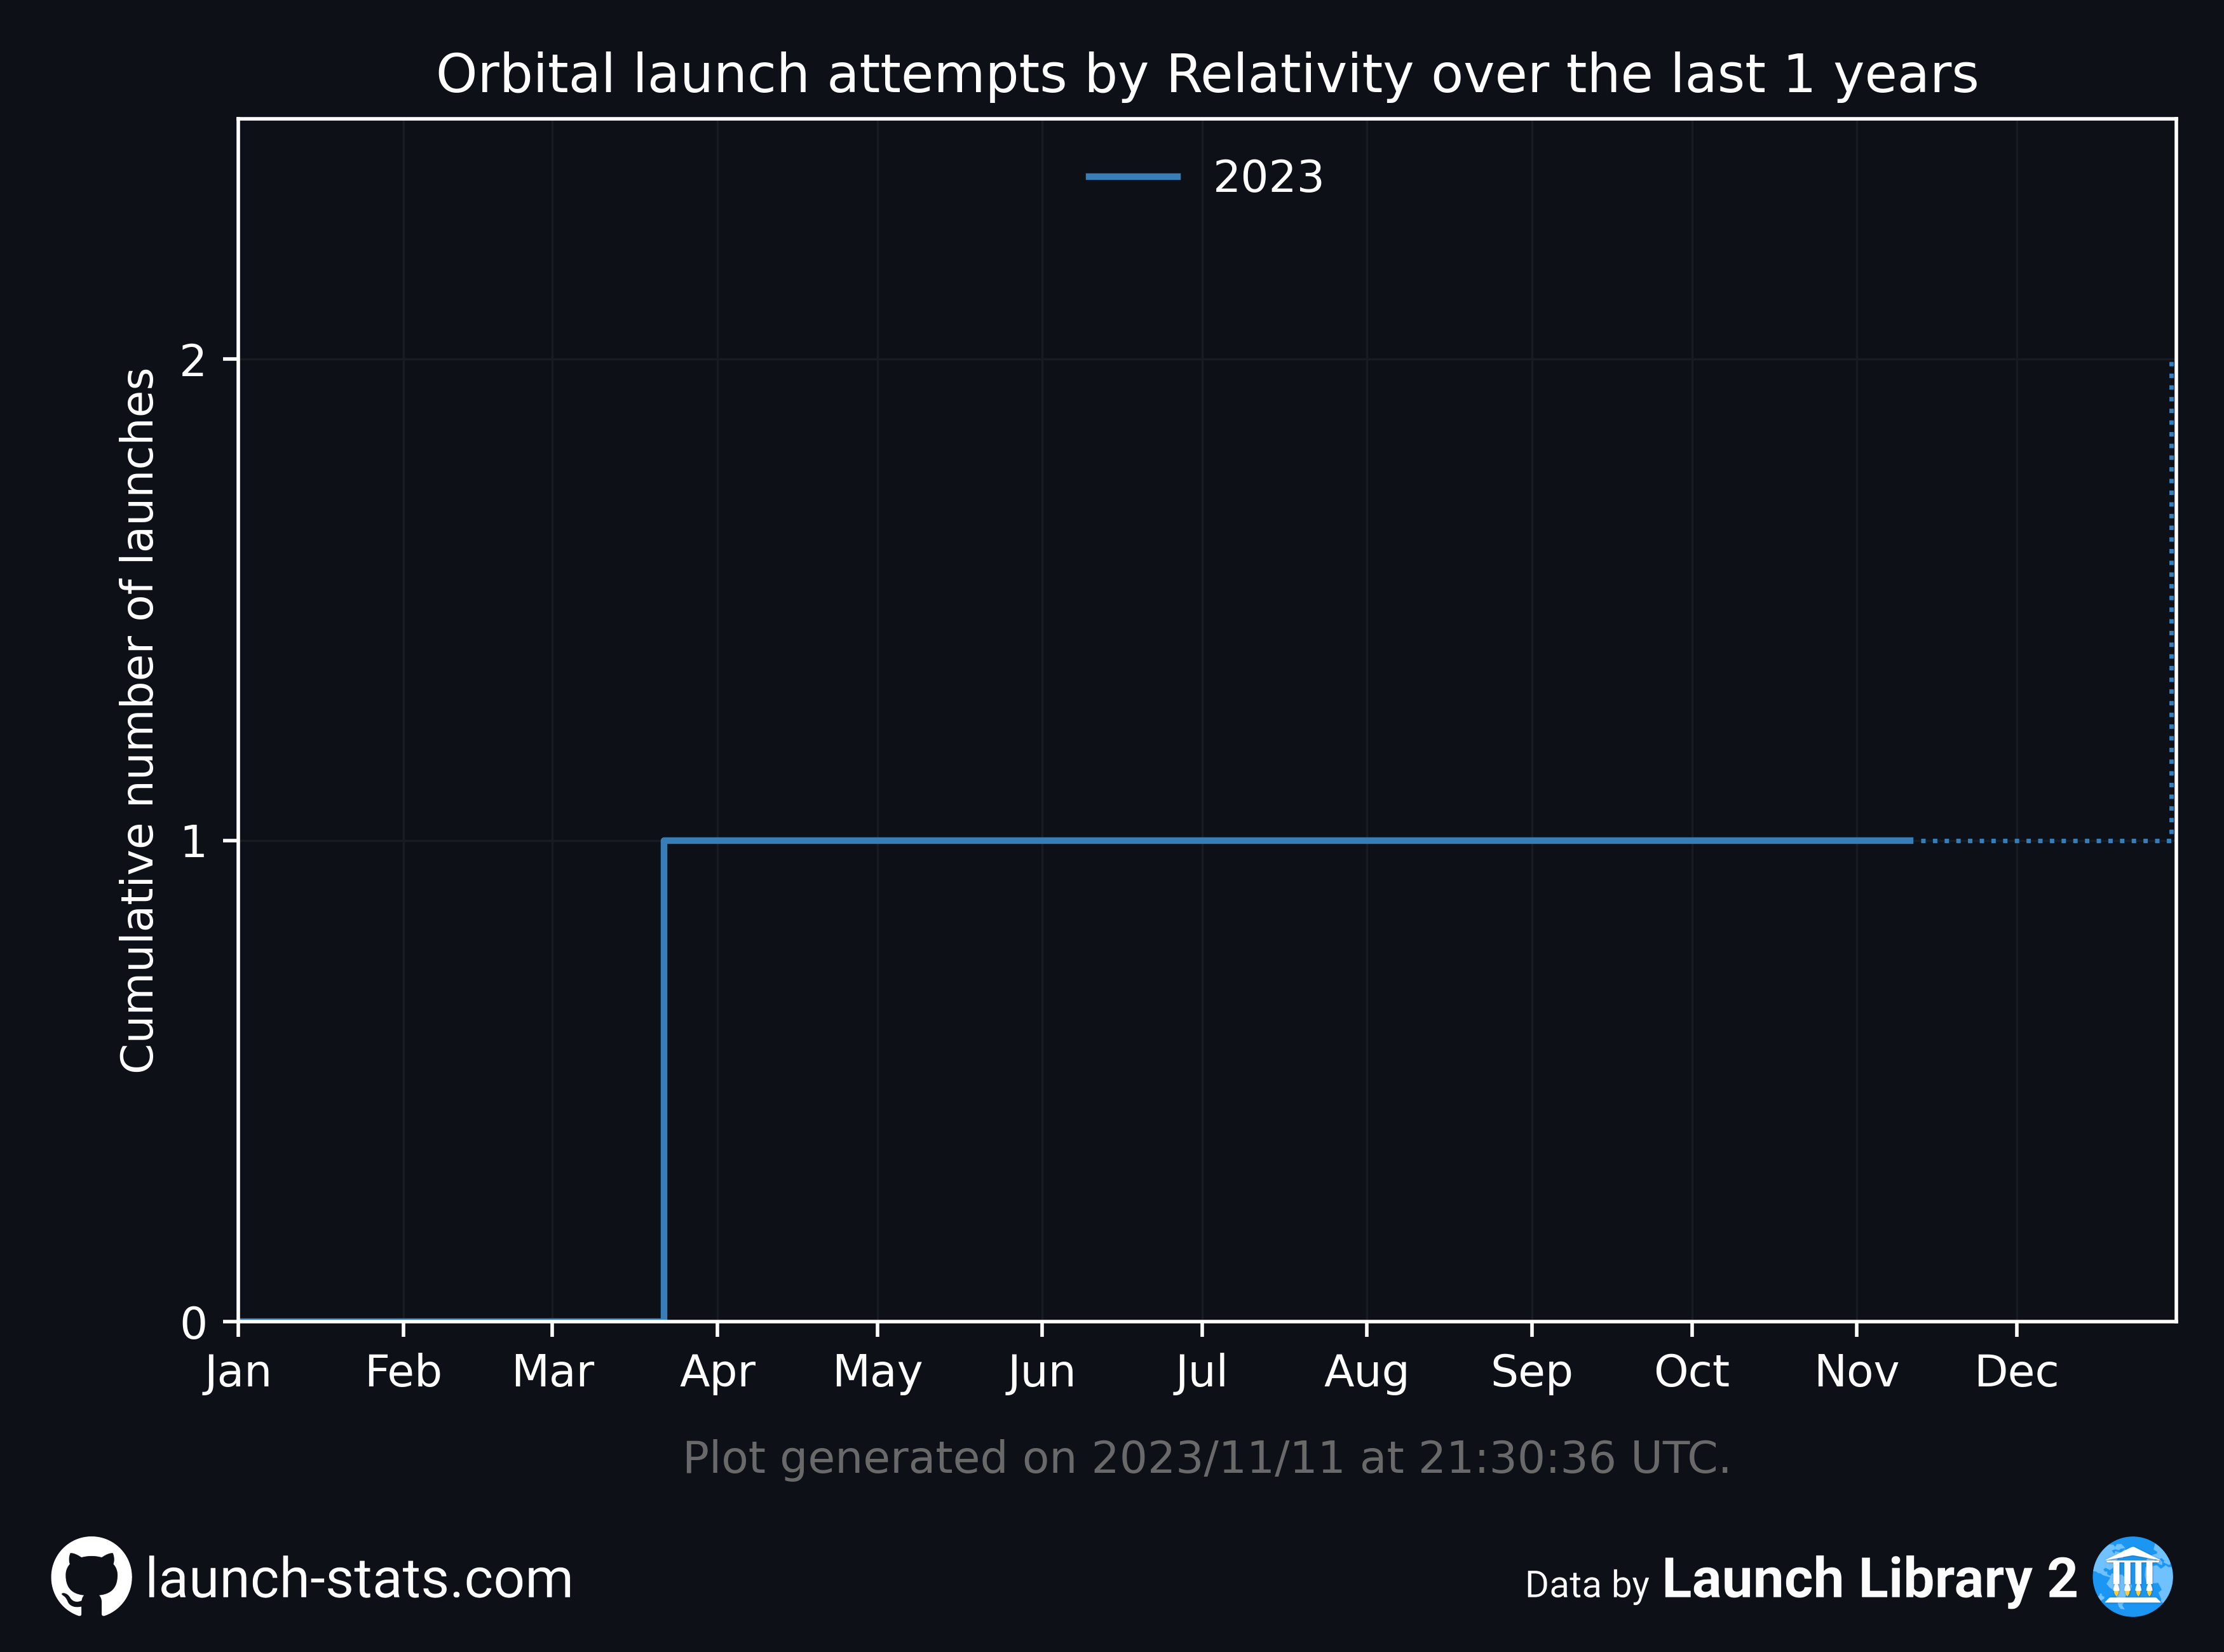 Orbital launch attempts by Relativity over the last 1 years
2023
Cumulative number of launches
2
1
0
Jan Feb Mar Apr May Jun Jul Aug Sep Oct Nov Dec
Plot generated on 2023/11/11 at 21:30:36 UTC.
launch-stats.com
Data by Launch Library 2